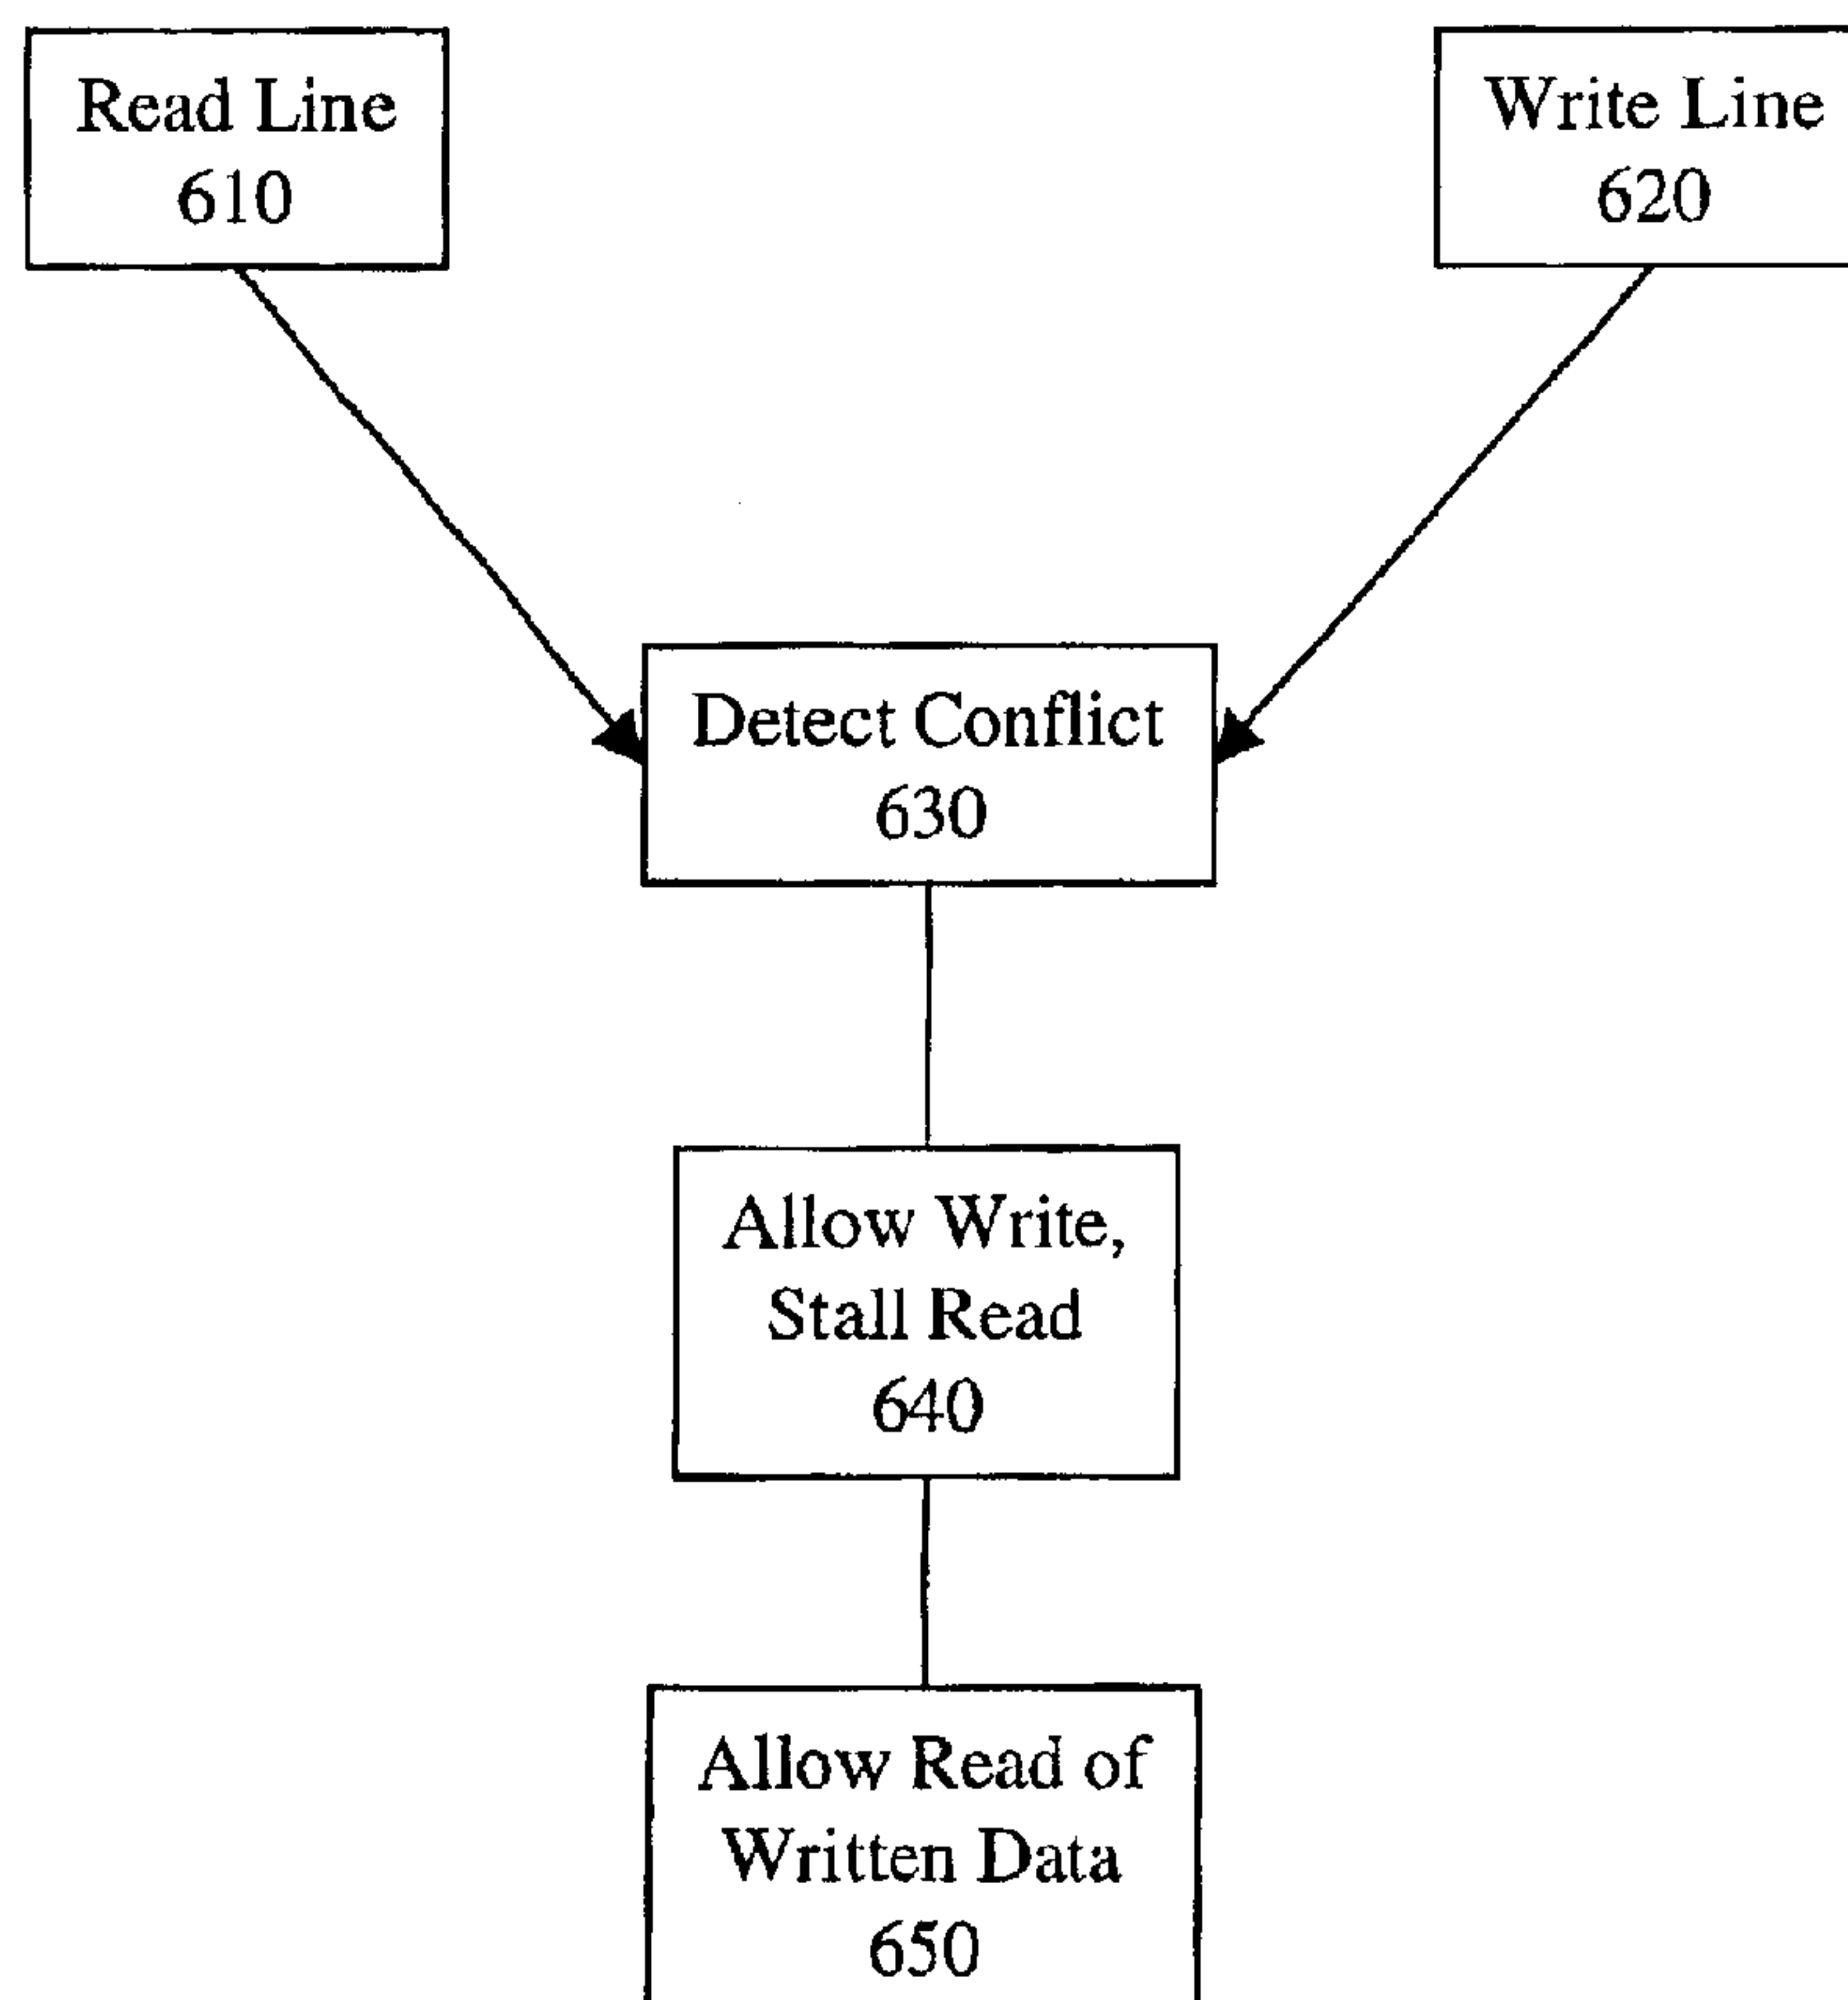 Read Line
610
Write Line
620
Detect Conflict
630
Allow Write,
Stall Read
640
Allow Read of
Written Data
650